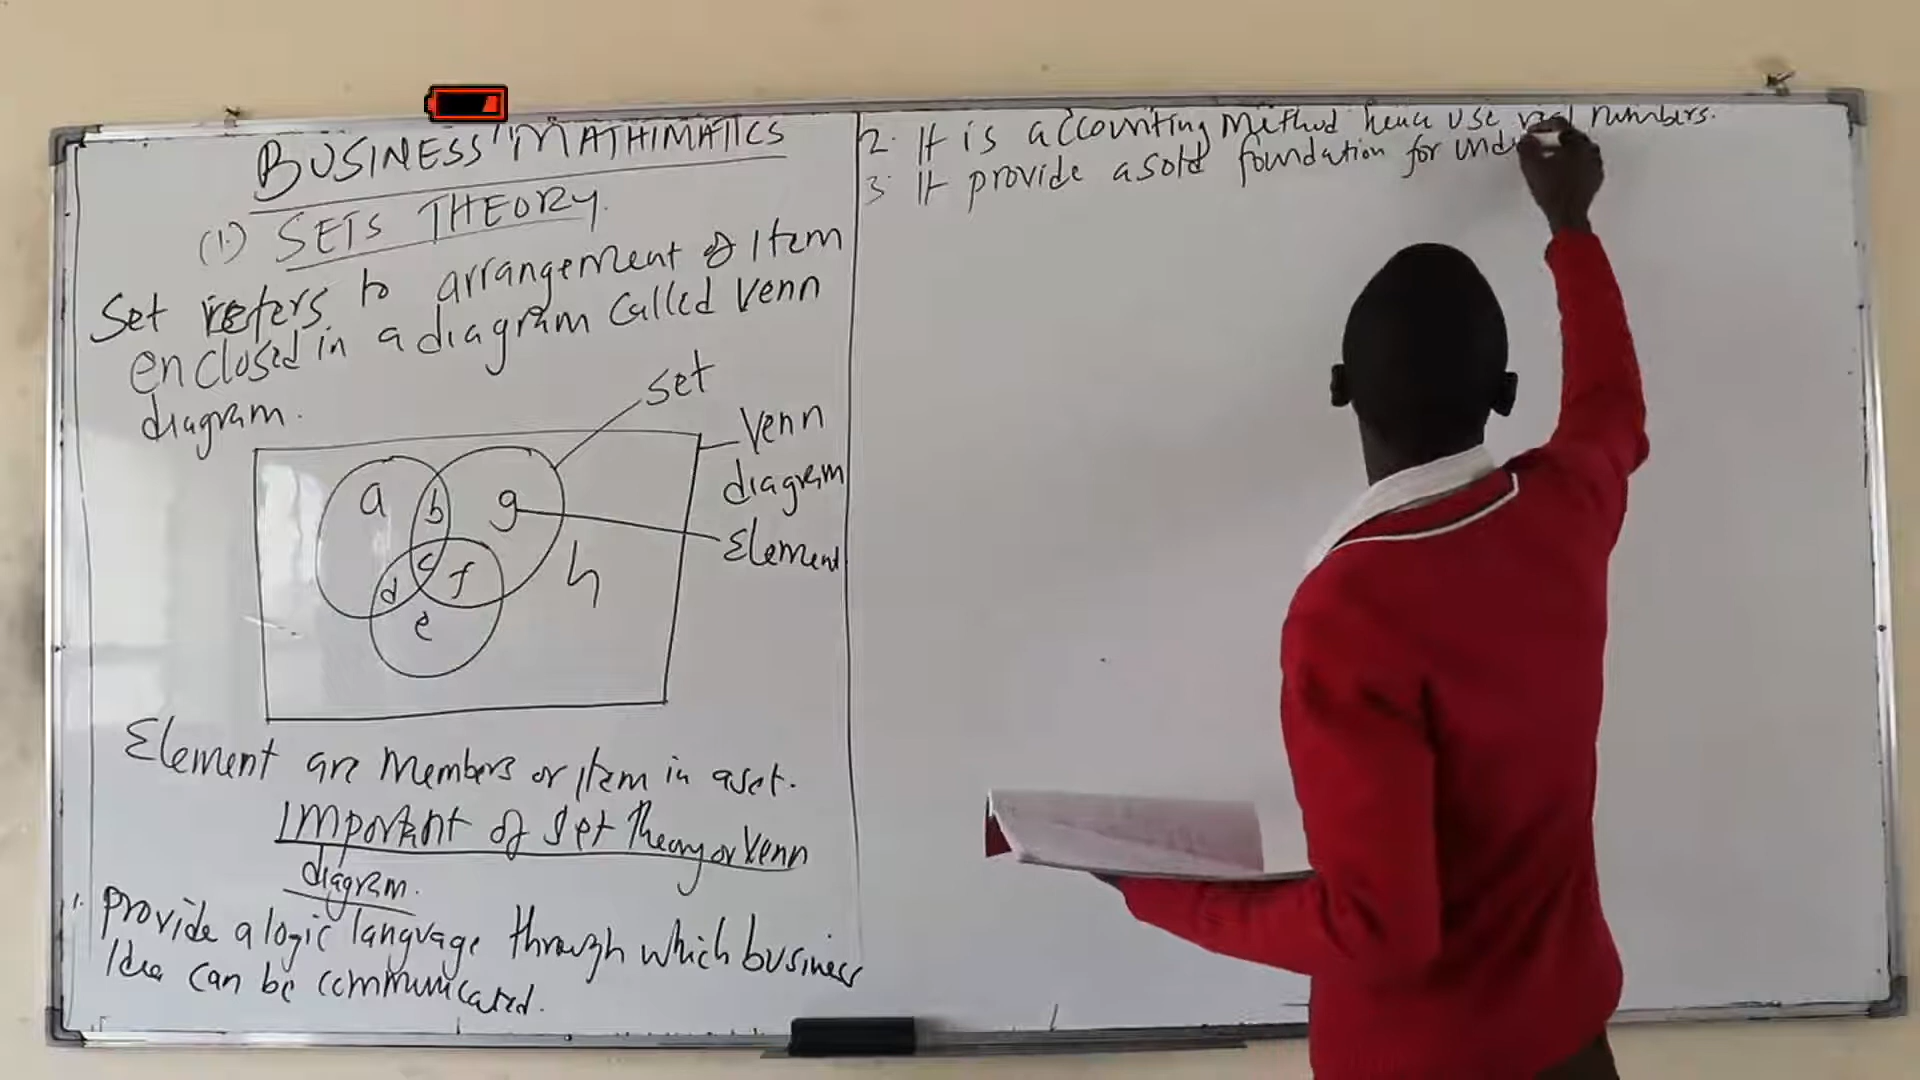 BUSINESS MATHIMATICS
(1.) SETS THEORY.
Set refers to arrangement of Item
enclosed in a diagram called Venn
diagram.
Set
Venn
diagram
Element
a b g
c
d f
h
e
Element are members or item in a set.
Important of Set Theory or Venn
diagram.
1. Provide a logic language through which business
Idea can be communicated.
2. It is accounting Method hence use numbers.
3. It provide a sold foundation for